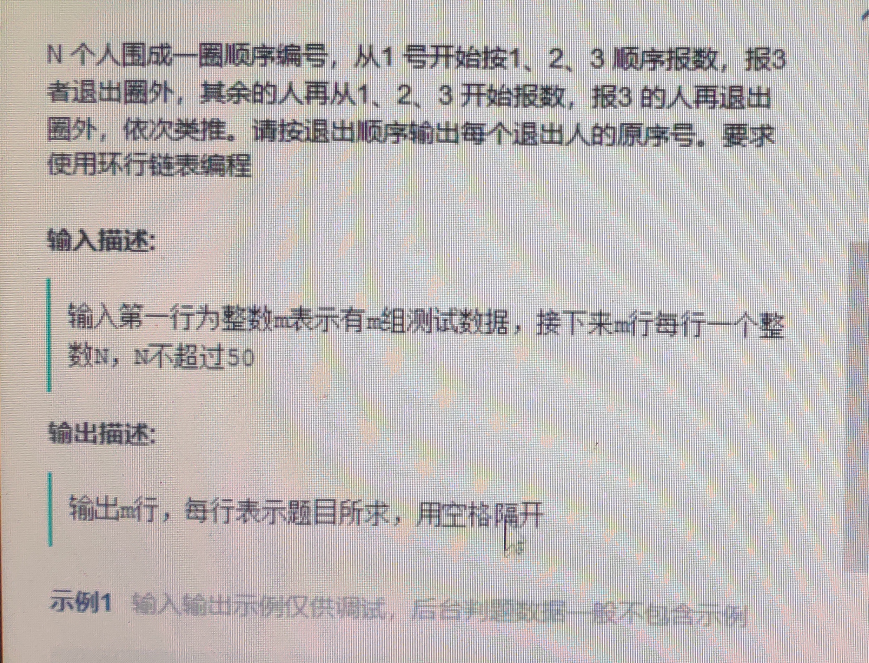 N 个人围成一圈顺序编号，从1 号开始按1、2、3 顺序报数，报3
者退出圈外，其余的人再从1、2、3 开始报数，报3 的人再退出
圈外，依次类推。请按退出顺序输出每个退出人的原序号。要求
使用环行链表编程
输入描述:
输入第一行为整数m表示有m组测试数据，接下来m行每行一个整
数N，N不超过50
输出描述:
输出m行，每行表示题目所求，用空格隔开
示例1 输入输出示例仅供调试，后台判题数据一般不包含示例